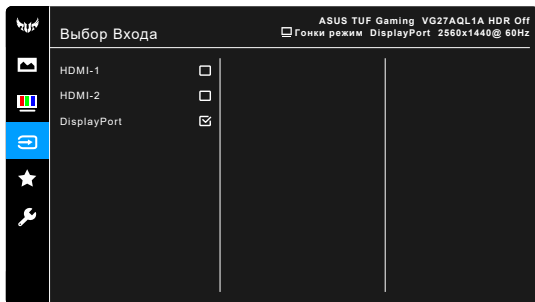 ASUS TUF Gaming VG27AQL1A HDR Off
Выбор Входа
Гонки режим DisplayPort 2560x1440@ 60Hz
HDMI-1
HDMI-2
DisplayPort